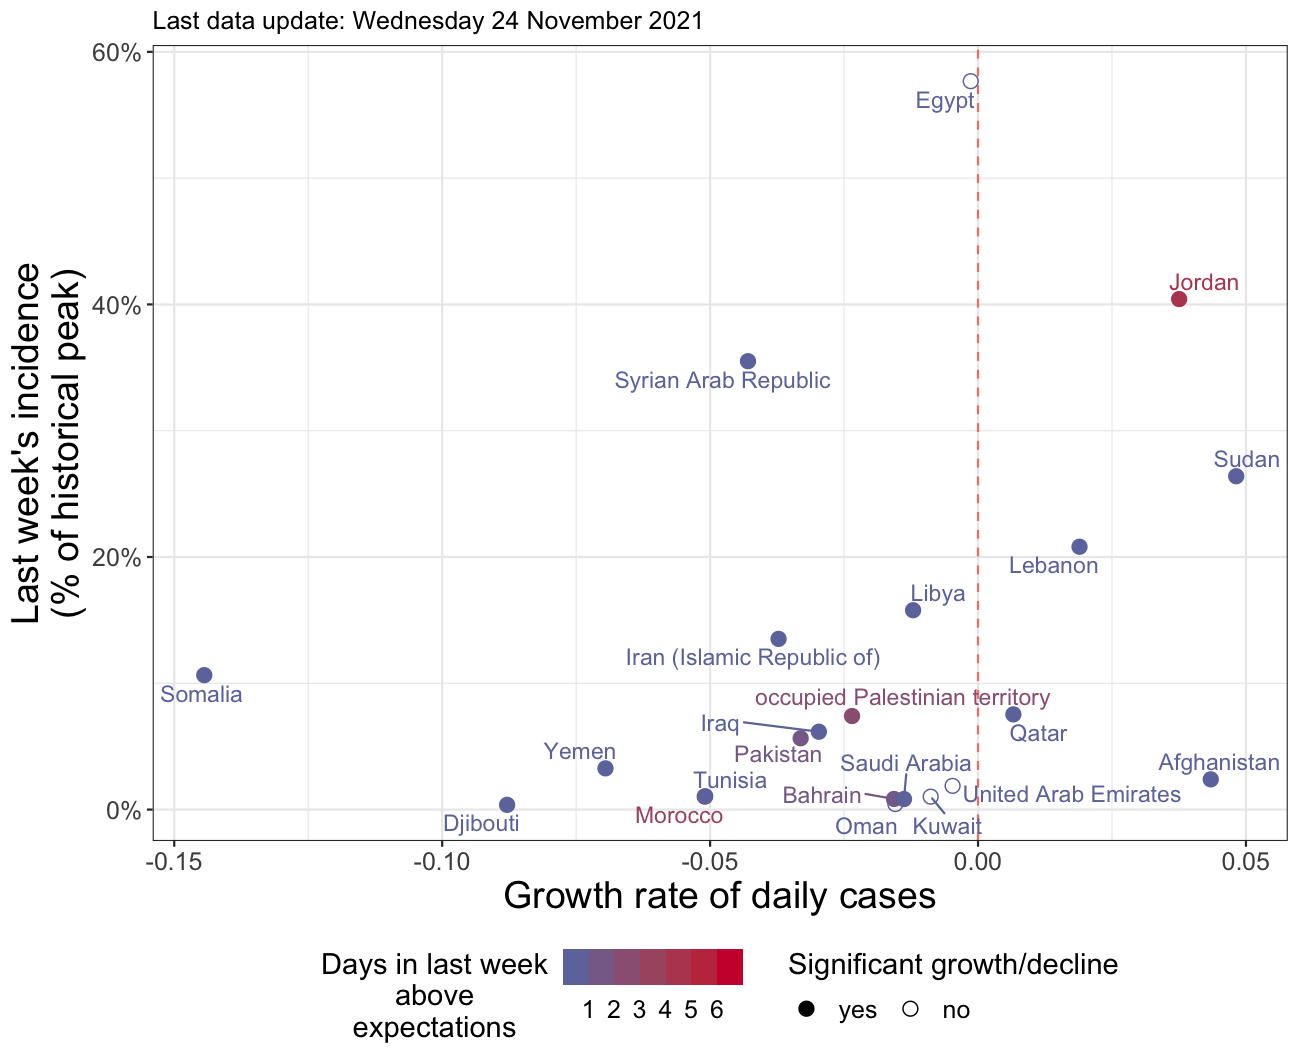 Last data update: Wednesday 24 November 2021
Last week's incidence
(% of historical peak)
60%
40%
20%
0%
Egypt
Jordan
Syrian Arab Republic
Sudan
Lebanon
Libya
Iran (Islamic Republic of)
Somalia
occupied Palestinian territory
Iraq
Qatar
Pakistan
Yemen
Saudi Arabia
Afghanistan
Tunisia
Bahrain
United Arab Emirates
Morocco
Djibouti
Oman
Kuwait
-0.15
-0.10
-0.05
0.00
0.05
Growth rate of daily cases
Days in last week
above
expectations
1 2 3 4 5 6
Significant growth/decline
yes
no